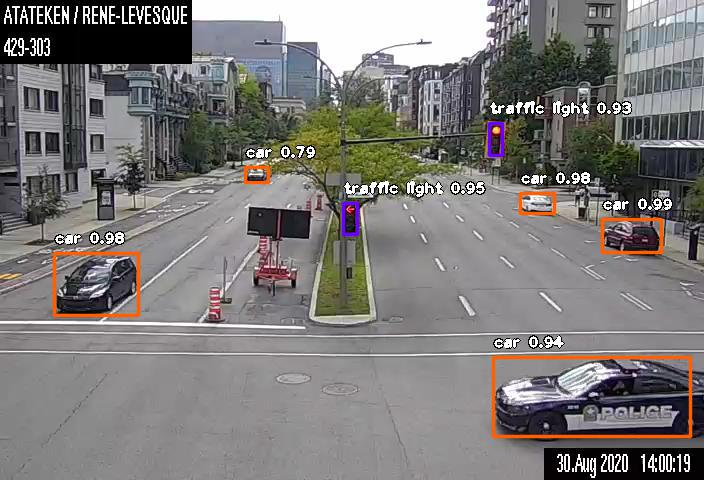 ATATEKEN / RENE-LEVESQUE
429-303
traffic light 0.93
car 0.79
car 0.98
traffic light 0.95
car 0.99
car 0.98
car 0.94
POLICE
30.Aug 2020 14:00:19